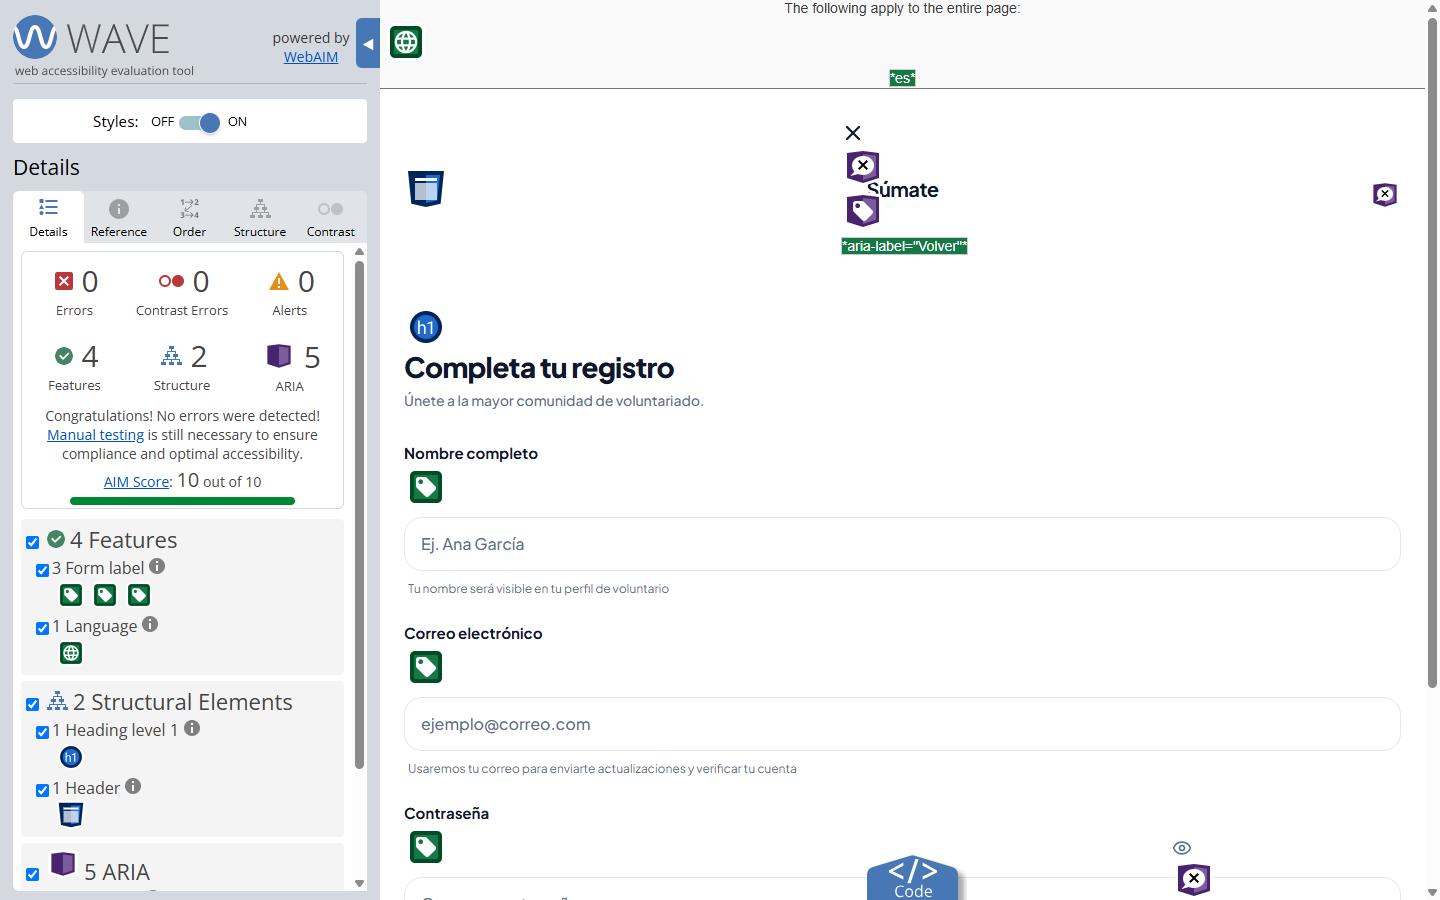 WAVE
web accessibility evaluation tool
powered by
WebAIM
Styles: OFF ON
Details
Details Reference Order Structure Contrast
0 Errors
0 Contrast Errors
0 Alerts
4 Features
2 Structure
5 ARIA
Congratulations! No errors were detected!
Manual testing is still necessary to ensure
compliance and optimal accessibility.
AIM Score: 10 out of 10
4 Features
3 Form label
1 Language
2 Structural Elements
1 Heading level 1
h1
1 Header
5 ARIA
The following apply to the entire page:
*es*
Súmate
*aria-label="Volver"*
h1
Completa tu registro
Únete a la mayor comunidad de voluntariado.
Nombre completo
Ej. Ana García
Tu nombre será visible en tu perfil de voluntario
Correo electrónico
ejemplo@correo.com
Usaremos tu correo para enviarte actualizaciones y verificar tu cuenta
Contraseña
</> Code